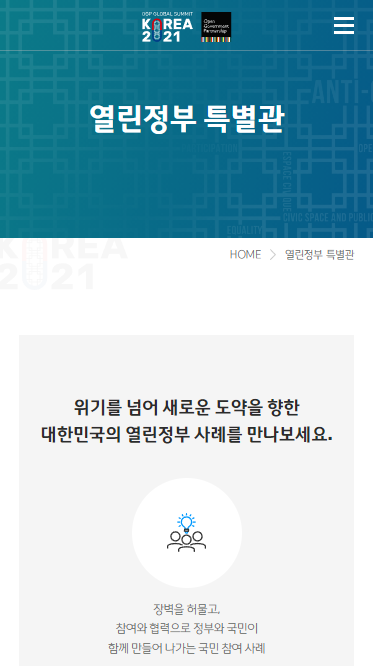 OGP GLOBAL SUMMIT
KOREA
2021
Open
Government
Partnership
ANTI-
열린정부 특별관
OPE
CIVIC SPACE AND PUBLIC
EQUALITY
KOREA
2021
HOME > 열린정부 특별관
위기를 넘어 새로운 도약을 향한
대한민국의 열린정부 사례를 만나보세요.
장벽을 허물고,
참여와 협력으로 정부와 국민이
함께 만들어 나가는 국민 참여 사례